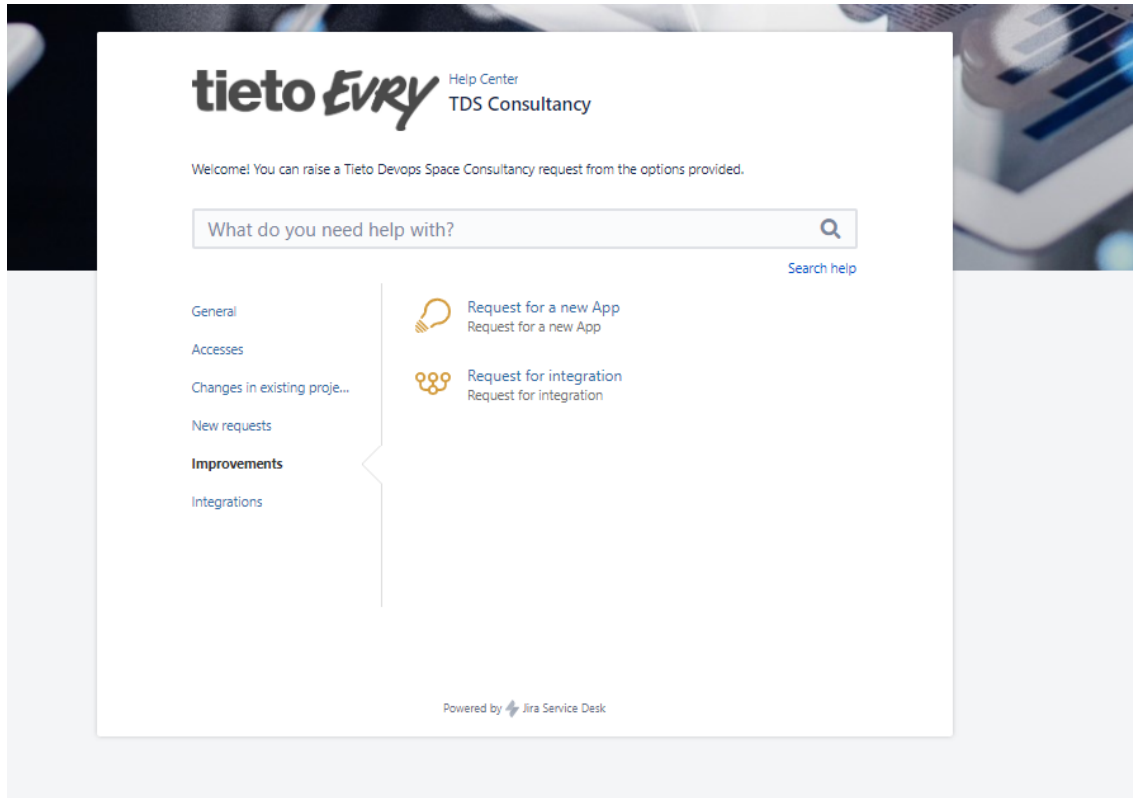 tieto EVRY
Help Center
TDS Consultancy
Welcome! You can raise a Tieto Devops Space Consultancy request from the options provided.
What do you need help with?
Search help
General
Accesses
Changes in existing proje...
New requests
Improvements
Integrations
Request for a new App
Request for a new App
Request for integration
Request for integration
Powered by Jira Service Desk